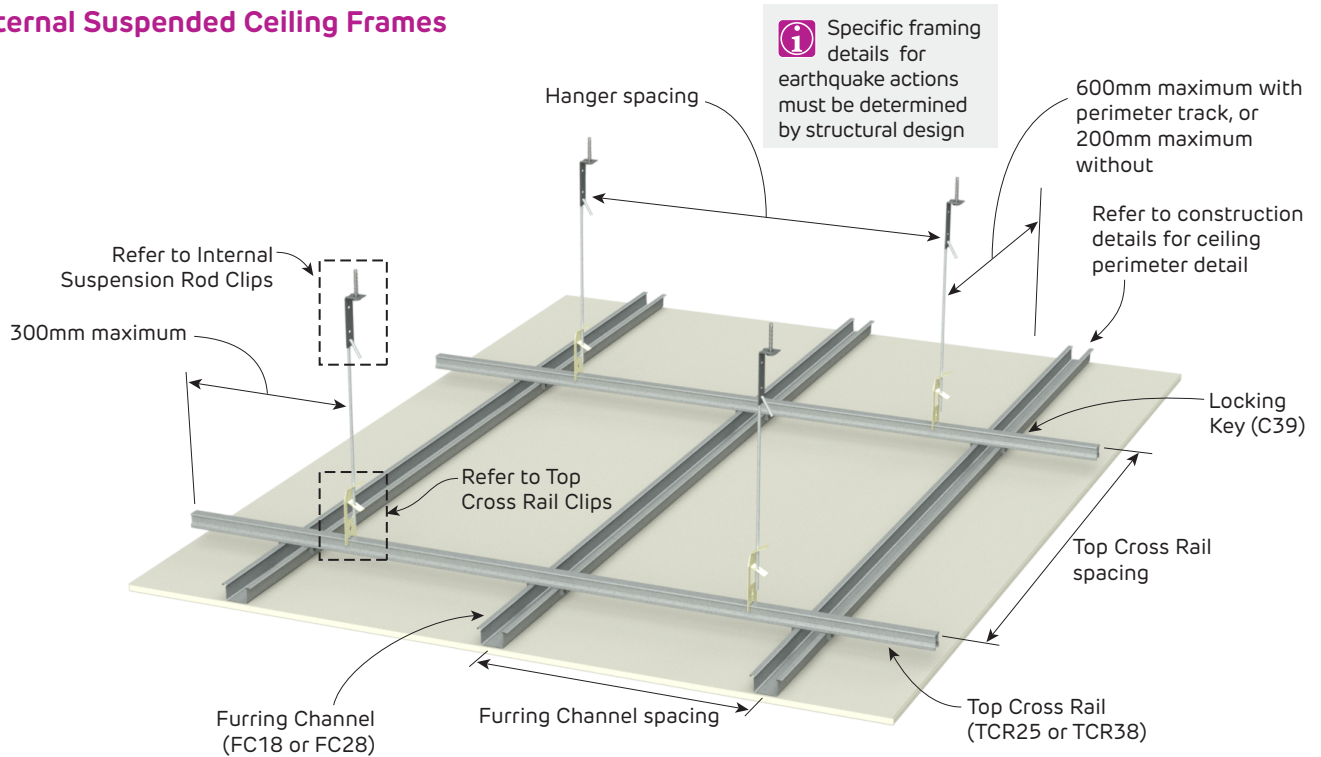 ternal Suspended Ceiling Frames
i
Specific framing
details for
earthquake actions
must be determined
by structural design
Hanger spacing
600mm maximum with
perimeter track, or
200mm maximum
without
Refer to construction
details for ceiling
perimeter detail
Refer to Internal
Suspension Rod Clips
300mm maximum
Locking
Key (C39)
Refer to Top
Cross Rail Clips
Top Cross Rail
spacing
Furring Channel
(FC18 or FC28)
Furring Channel spacing
Top Cross Rail
(TCR25 or TCR38)